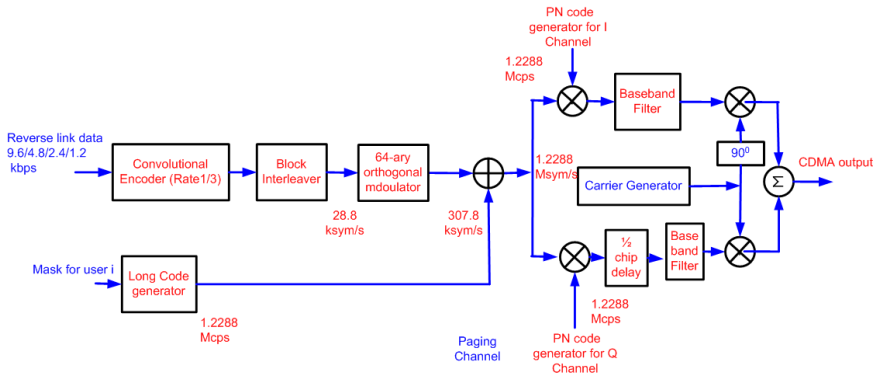 PN code
generator for I
Channel
1.2288
Mcps
Baseband
Filter
Reverse link data
9.6/4.8/2.4/1.2
kbps
Convolutional
Encoder (Rate1/3)
Block
Interleaver
64-ary
orthogonal
mdoulator
28.8
ksym/s
307.8
ksym/s
1.2288
Msym/s
90⁰
Carrier Generator
CDMA output
Σ
Mask for user i
Long Code
generator
1.2288
Mcps
½
chip
delay
Base
band
Filter
1.2288
Mcps
Paging
Channel
PN code
generator for Q
Channel